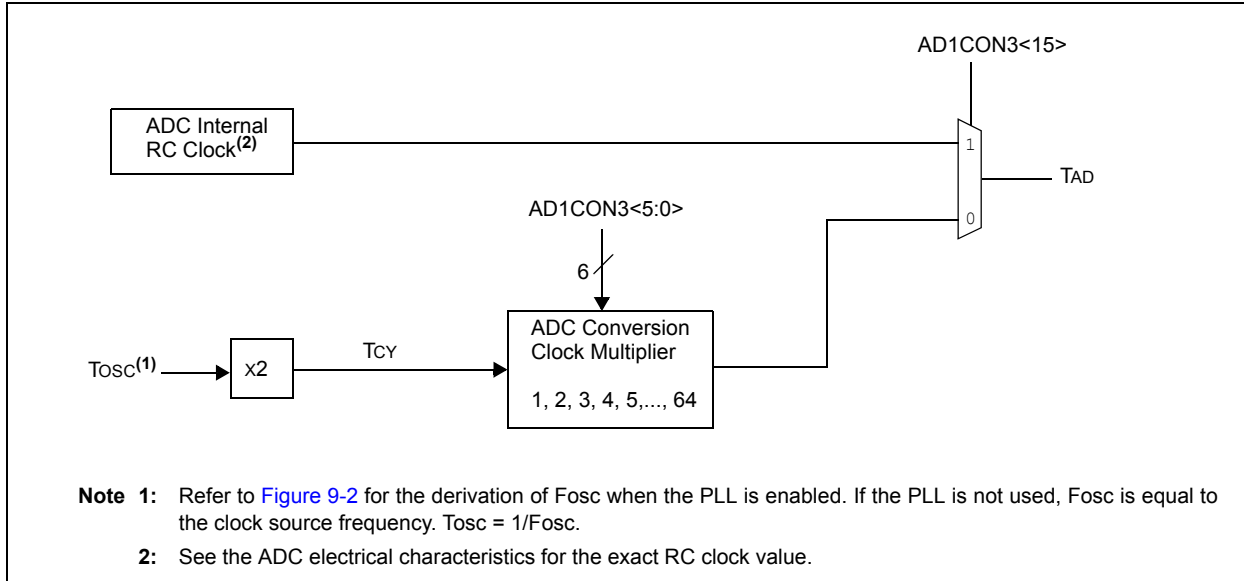 AD1CON3<15>
ADC Internal
RC Clock(2)
1
TAD
AD1CON3<5:0>
0
6
ADC Conversion
Clock Multiplier
TOSC(1)
X2
TCY
1, 2, 3, 4, 5,..., 64
Note 1: Refer to Figure 9-2 for the derivation of Fosc when the PLL is enabled. If the PLL is not used, Fosc is equal to
the clock source frequency. Tosc = 1/Fosc.
2: See the ADC electrical characteristics for the exact RC clock value.